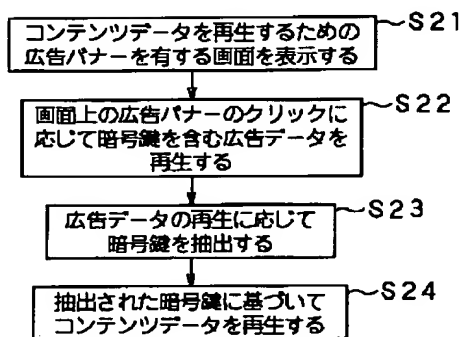 コンテンツデータを再生するための
広告バナーを有する画面を表示する
S21
画面上の広告バナーのクリックに
応じて暗号鍵を含む広告データを
再生する
S22
広告データの再生に応じて
暗号鍵を抽出する
S23
抽出された暗号鍵に基づいて
コンテンツデータを再生する
S24